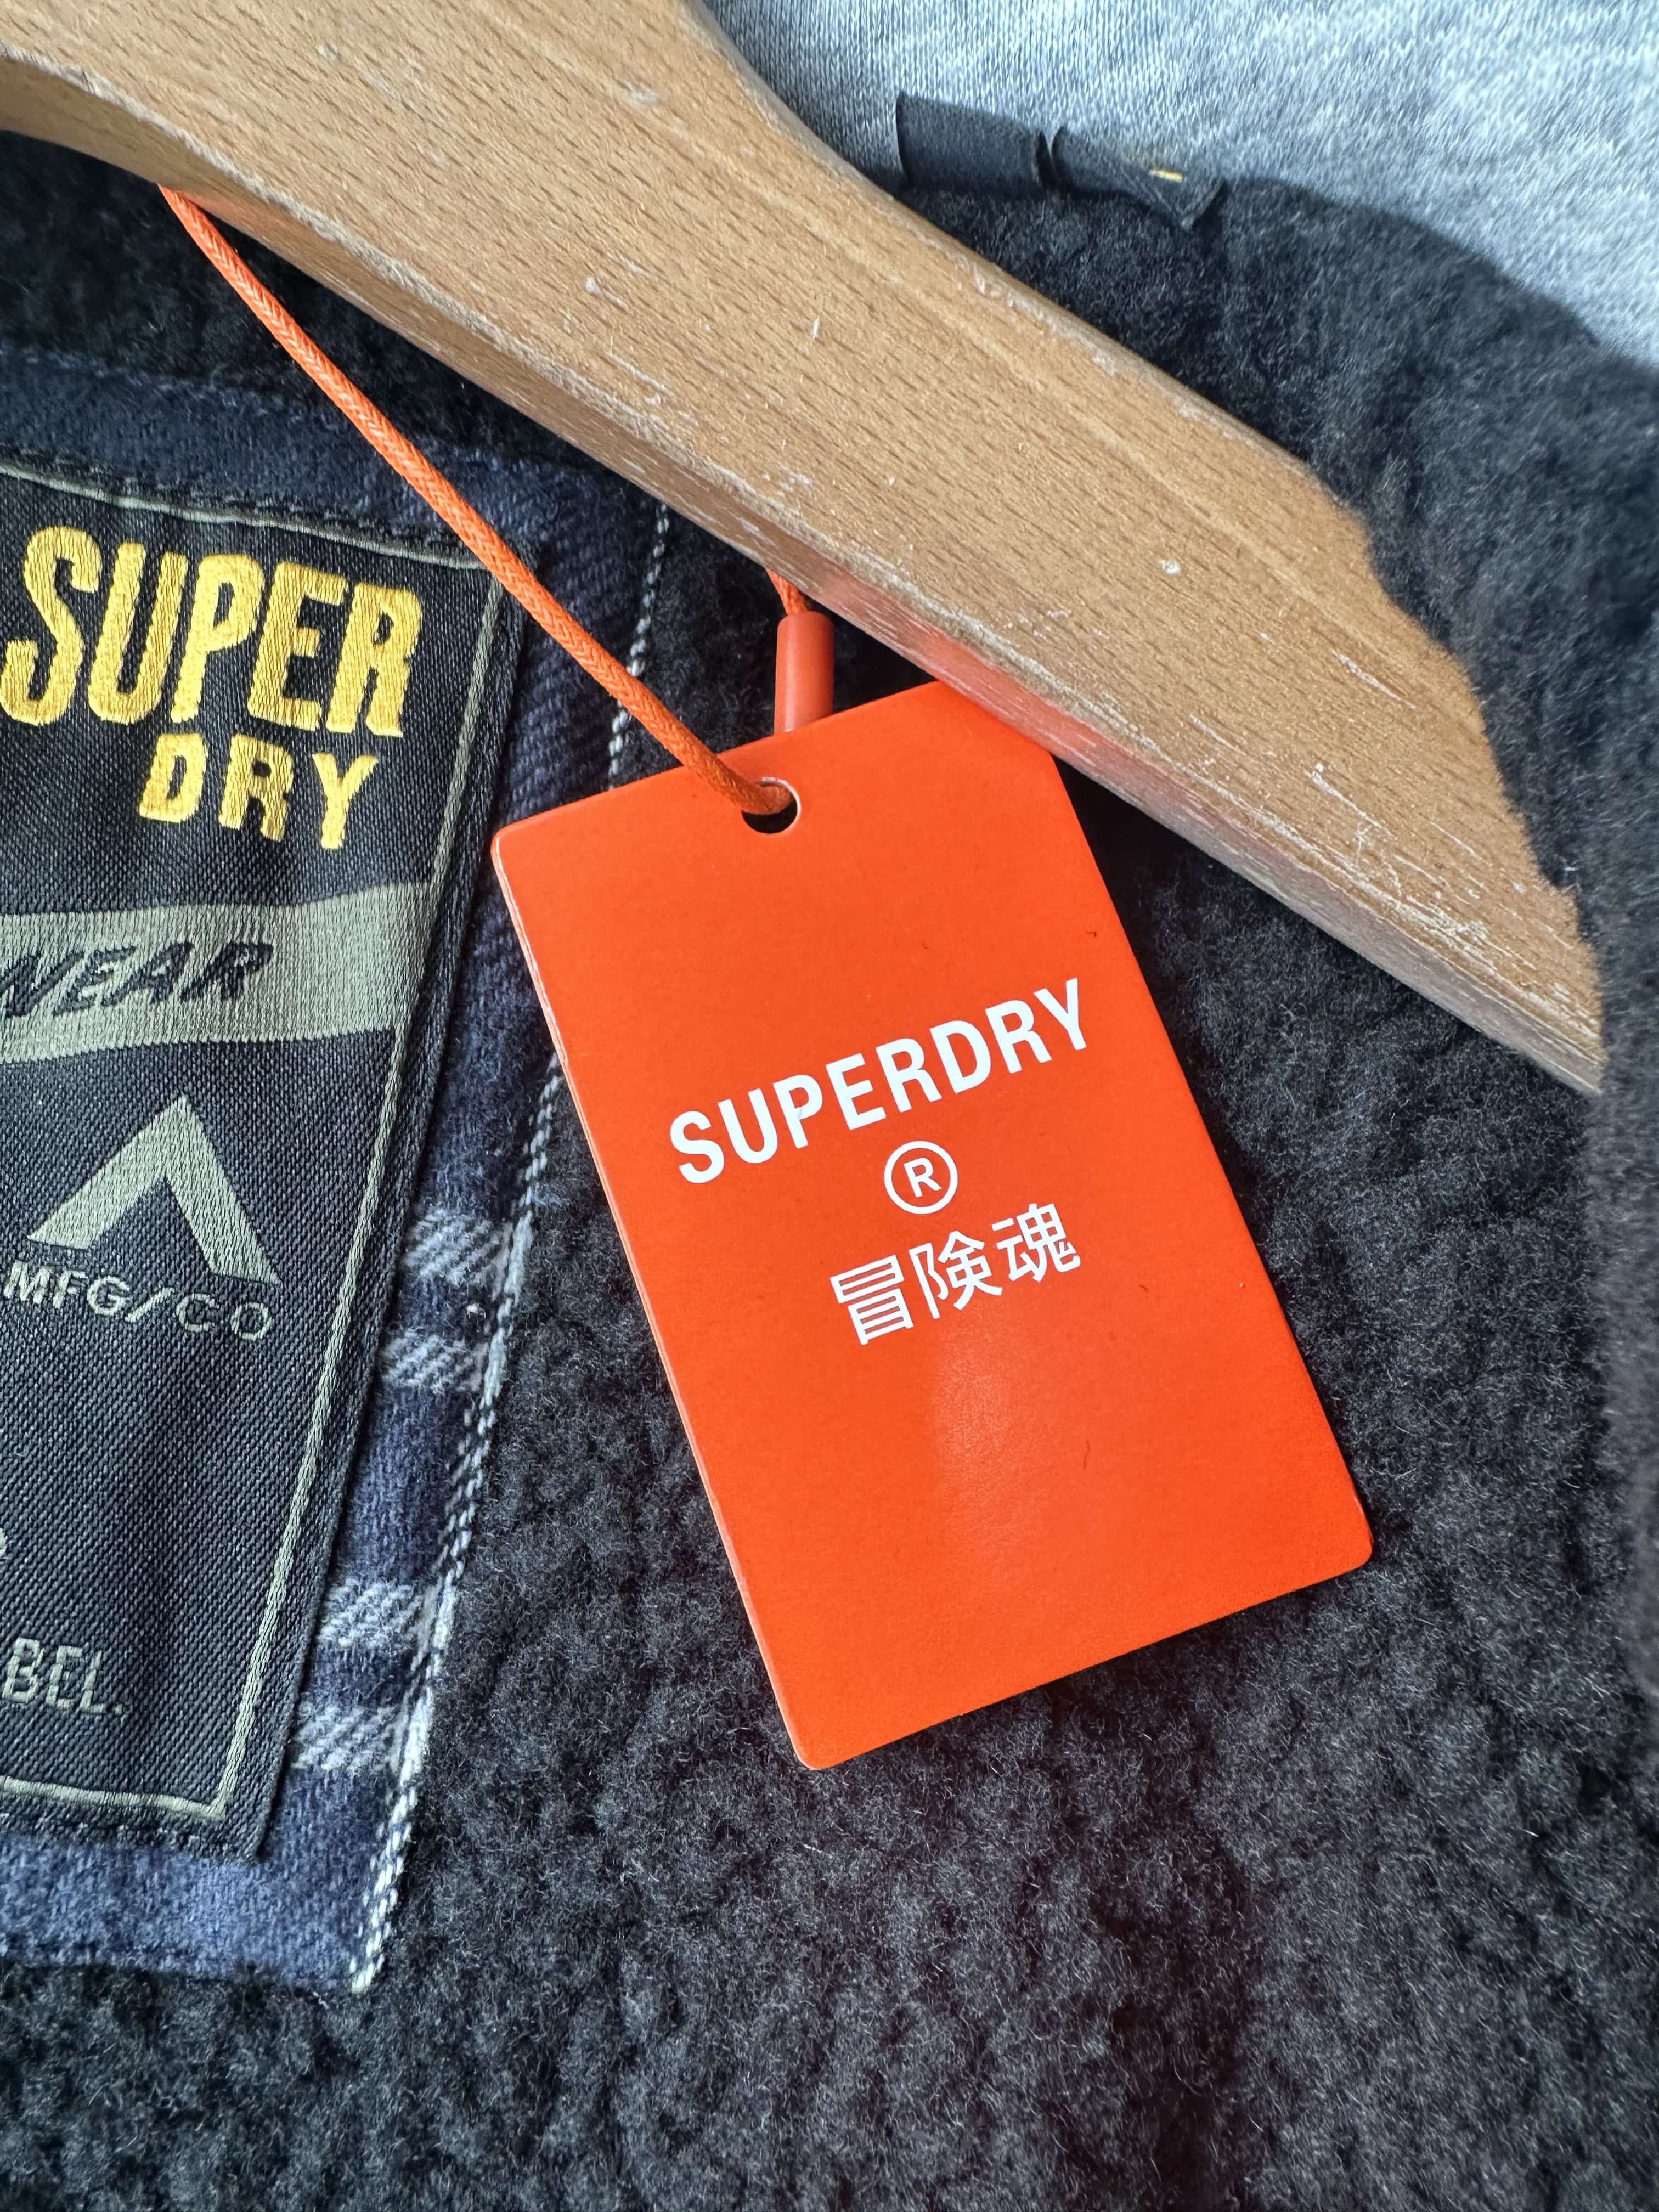 SUPER
DRY
WEAR
MFG/CO
BEL.
SUPERDRY
®
冒険魂